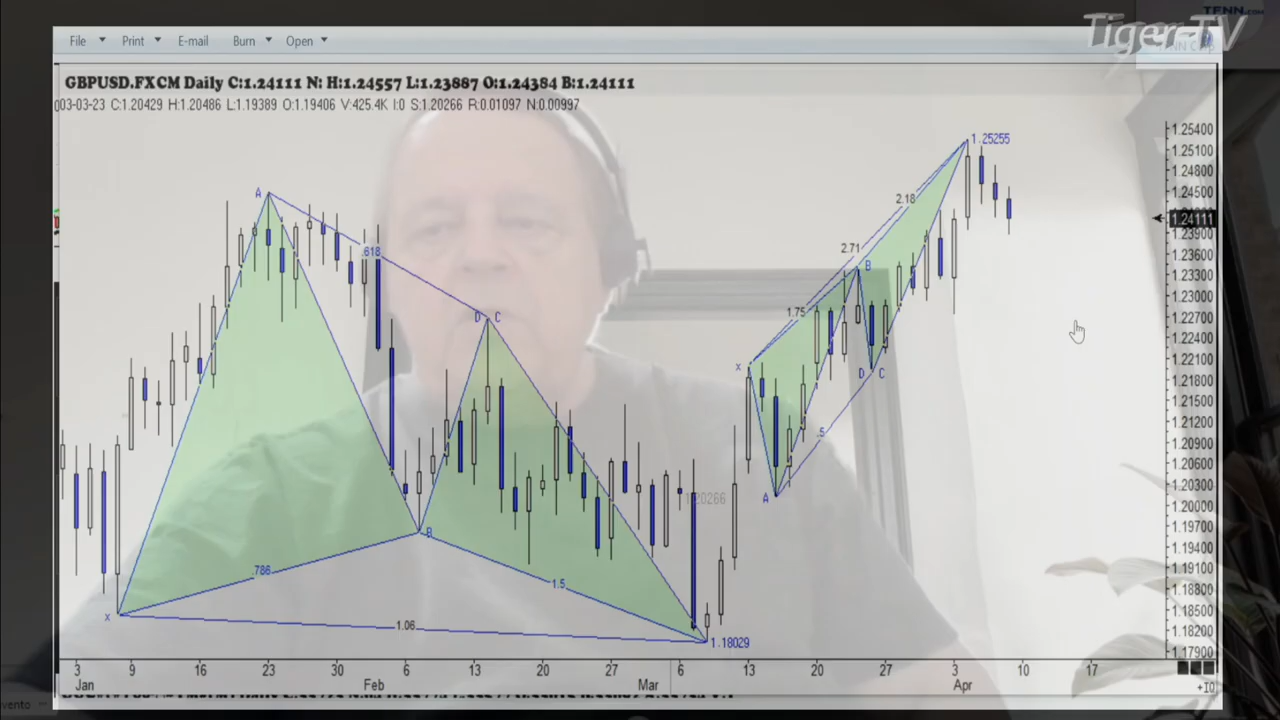 TFNN.COM
Tiger-TV
File Print E-mail Burn Open
GBPUSD.FXCM Daily C:1.24111 N: H:1.24557 L:1.23887 O:1.24384 B:1.24111
03-03-23 C:1.20429 H:1.20486 L:1.19389 O:1.19406 V:425.4K I:0 S:1.20266 R:0.01097 N:0.00997
1.25400
1.25255
1.25100
A
1.24500
2.18
1.24111
1.23900
.618
2.71
B
1.23300
1.23000
1.75
D C
1.22700
1.22400
1.22100
x
D C
1.21800
1.21500
1.21200
.5
1.20900
1.20600
1.20300
A
1.20266
1.20000
B
1.19700
1.19400
.786
1.19100
1.5
1.18800
x
1.18500
1.06
1.18200
1.18029
1.17900
3 9 16 23 30 6 13 20 27 6 13 20 27 3 10 17
Jan Feb Mar Apr
+10
vento